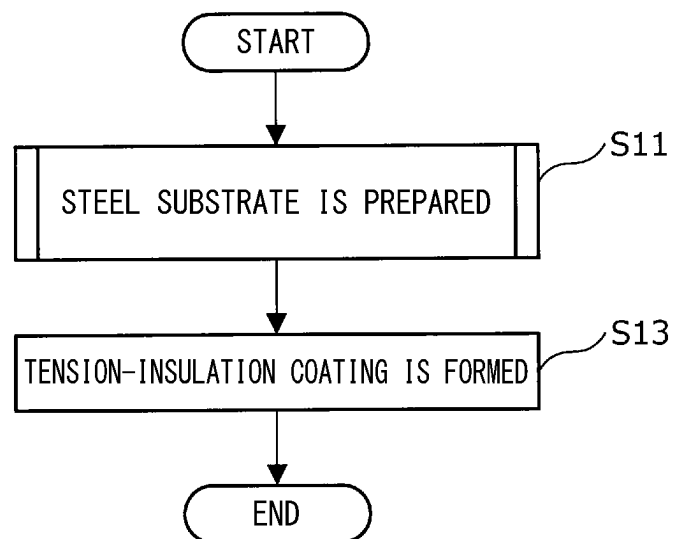 START
STEEL SUBSTRATE IS PREPARED
S11
TENSION-INSULATION COATING IS FORMED
S13
END